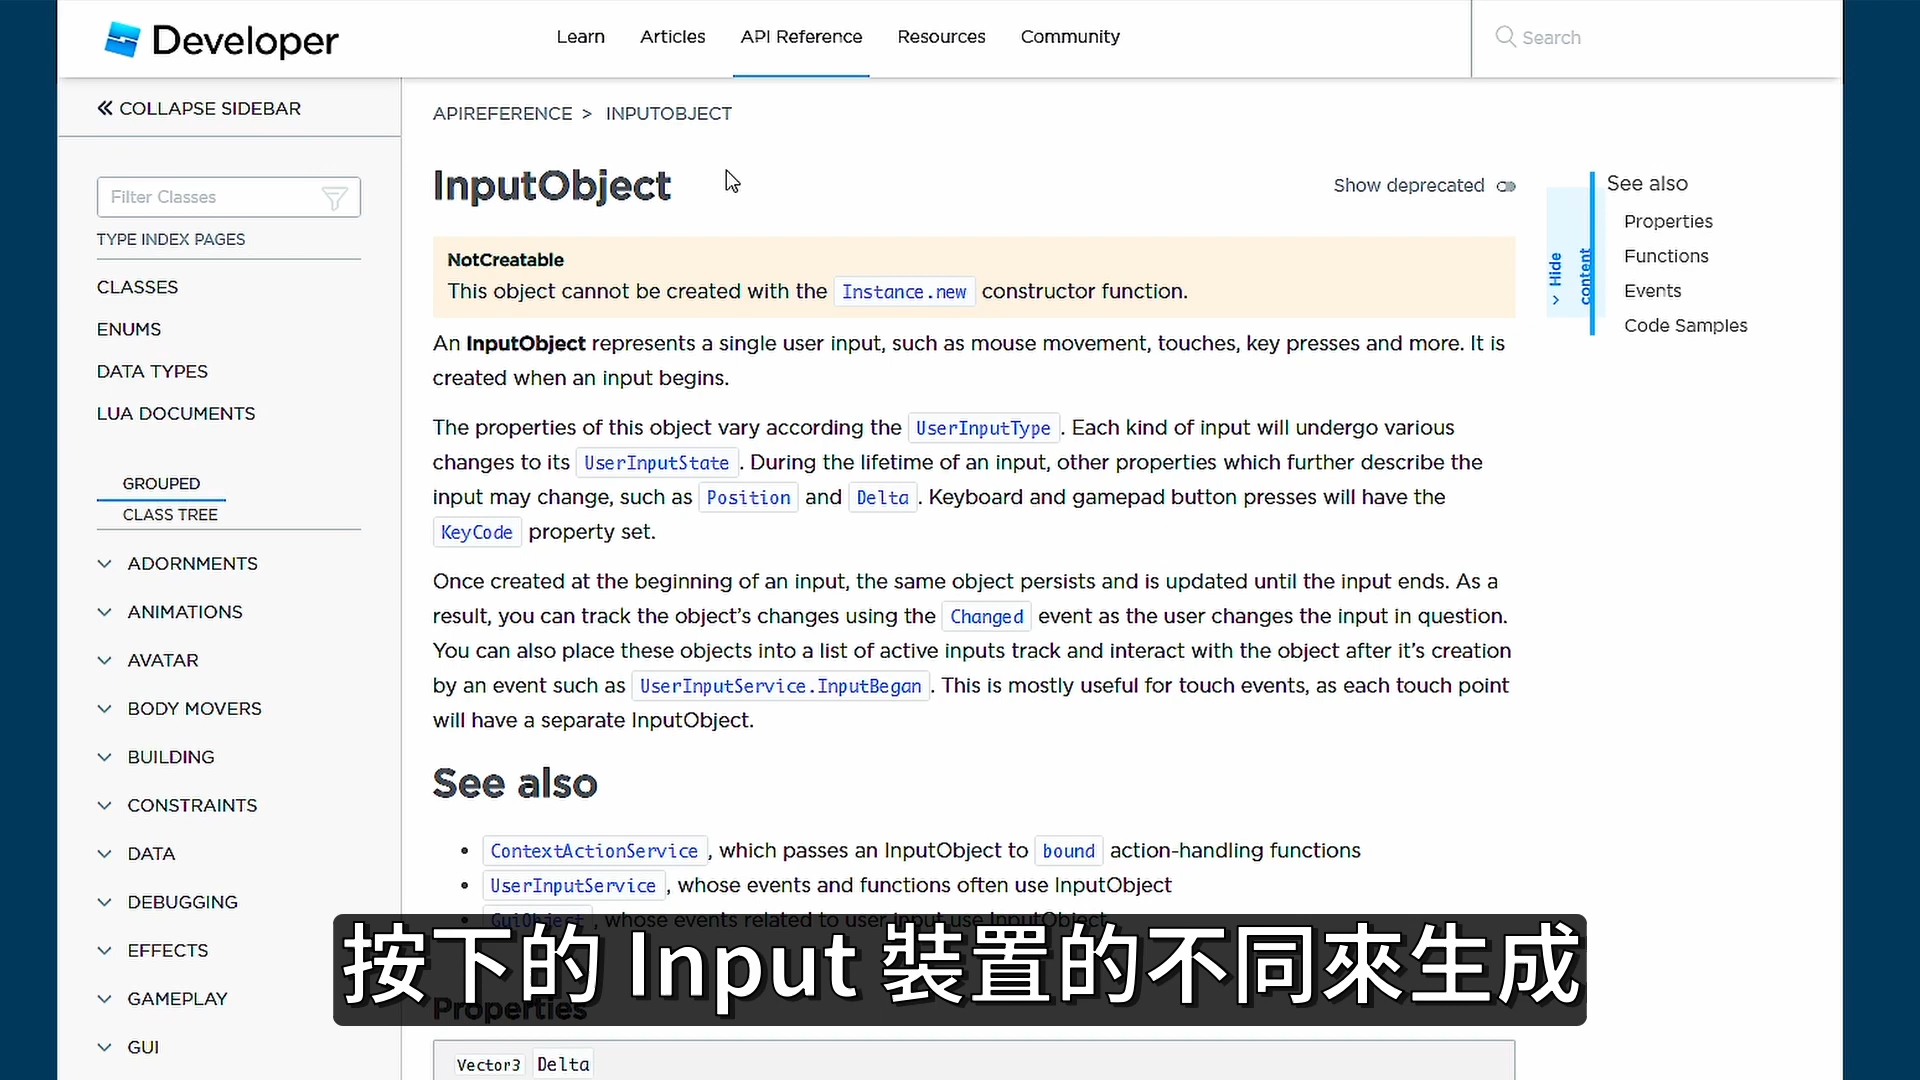 Developer
Learn
Articles
API Reference
Resources
Community
Search
COLLAPSE SIDEBAR
Filter Classes
TYPE INDEX PAGES
CLASSES
ENUMS
DATA TYPES
LUA DOCUMENTS
GROUPED
CLASS TREE
ADORNMENTS
ANIMATIONS
AVATAR
BODY MOVERS
BUILDING
CONSTRAINTS
DATA
DEBUGGING
EFFECTS
GAMEPLAY
GUI
APIREFERENCE > INPUTOBJECT
InputObject
Show deprecated
NotCreatable
This object cannot be created with the Instance.new constructor function.
An InputObject represents a single user input, such as mouse movement, touches, key presses and more. It is
created when an input begins.
The properties of this object vary according the UserInputType. Each kind of input will undergo various
changes to its UserInputState. During the lifetime of an input, other properties which further describe the
input may change, such as Position and Delta. Keyboard and gamepad button presses will have the
KeyCode property set.
Once created at the beginning of an input, the same object persists and is updated until the input ends. As a
result, you can track the object's changes using the Changed event as the user changes the input in question.
You can also place these objects into a list of active inputs track and interact with the object after it's creation
by an event such as UserInputService.InputBegan. This is mostly useful for touch events, as each touch point
will have a separate InputObject.
See also
• ContextActionService, which passes an InputObject to bound action-handling functions
• UserInputService, whose events and functions often use InputObject
• GuiObject, whose events related to user input use InputObject
Properties
Vector3 Delta
Hide
content
See also
Properties
Functions
Events
Code Samples
按下的 Input 裝置的不同來生成